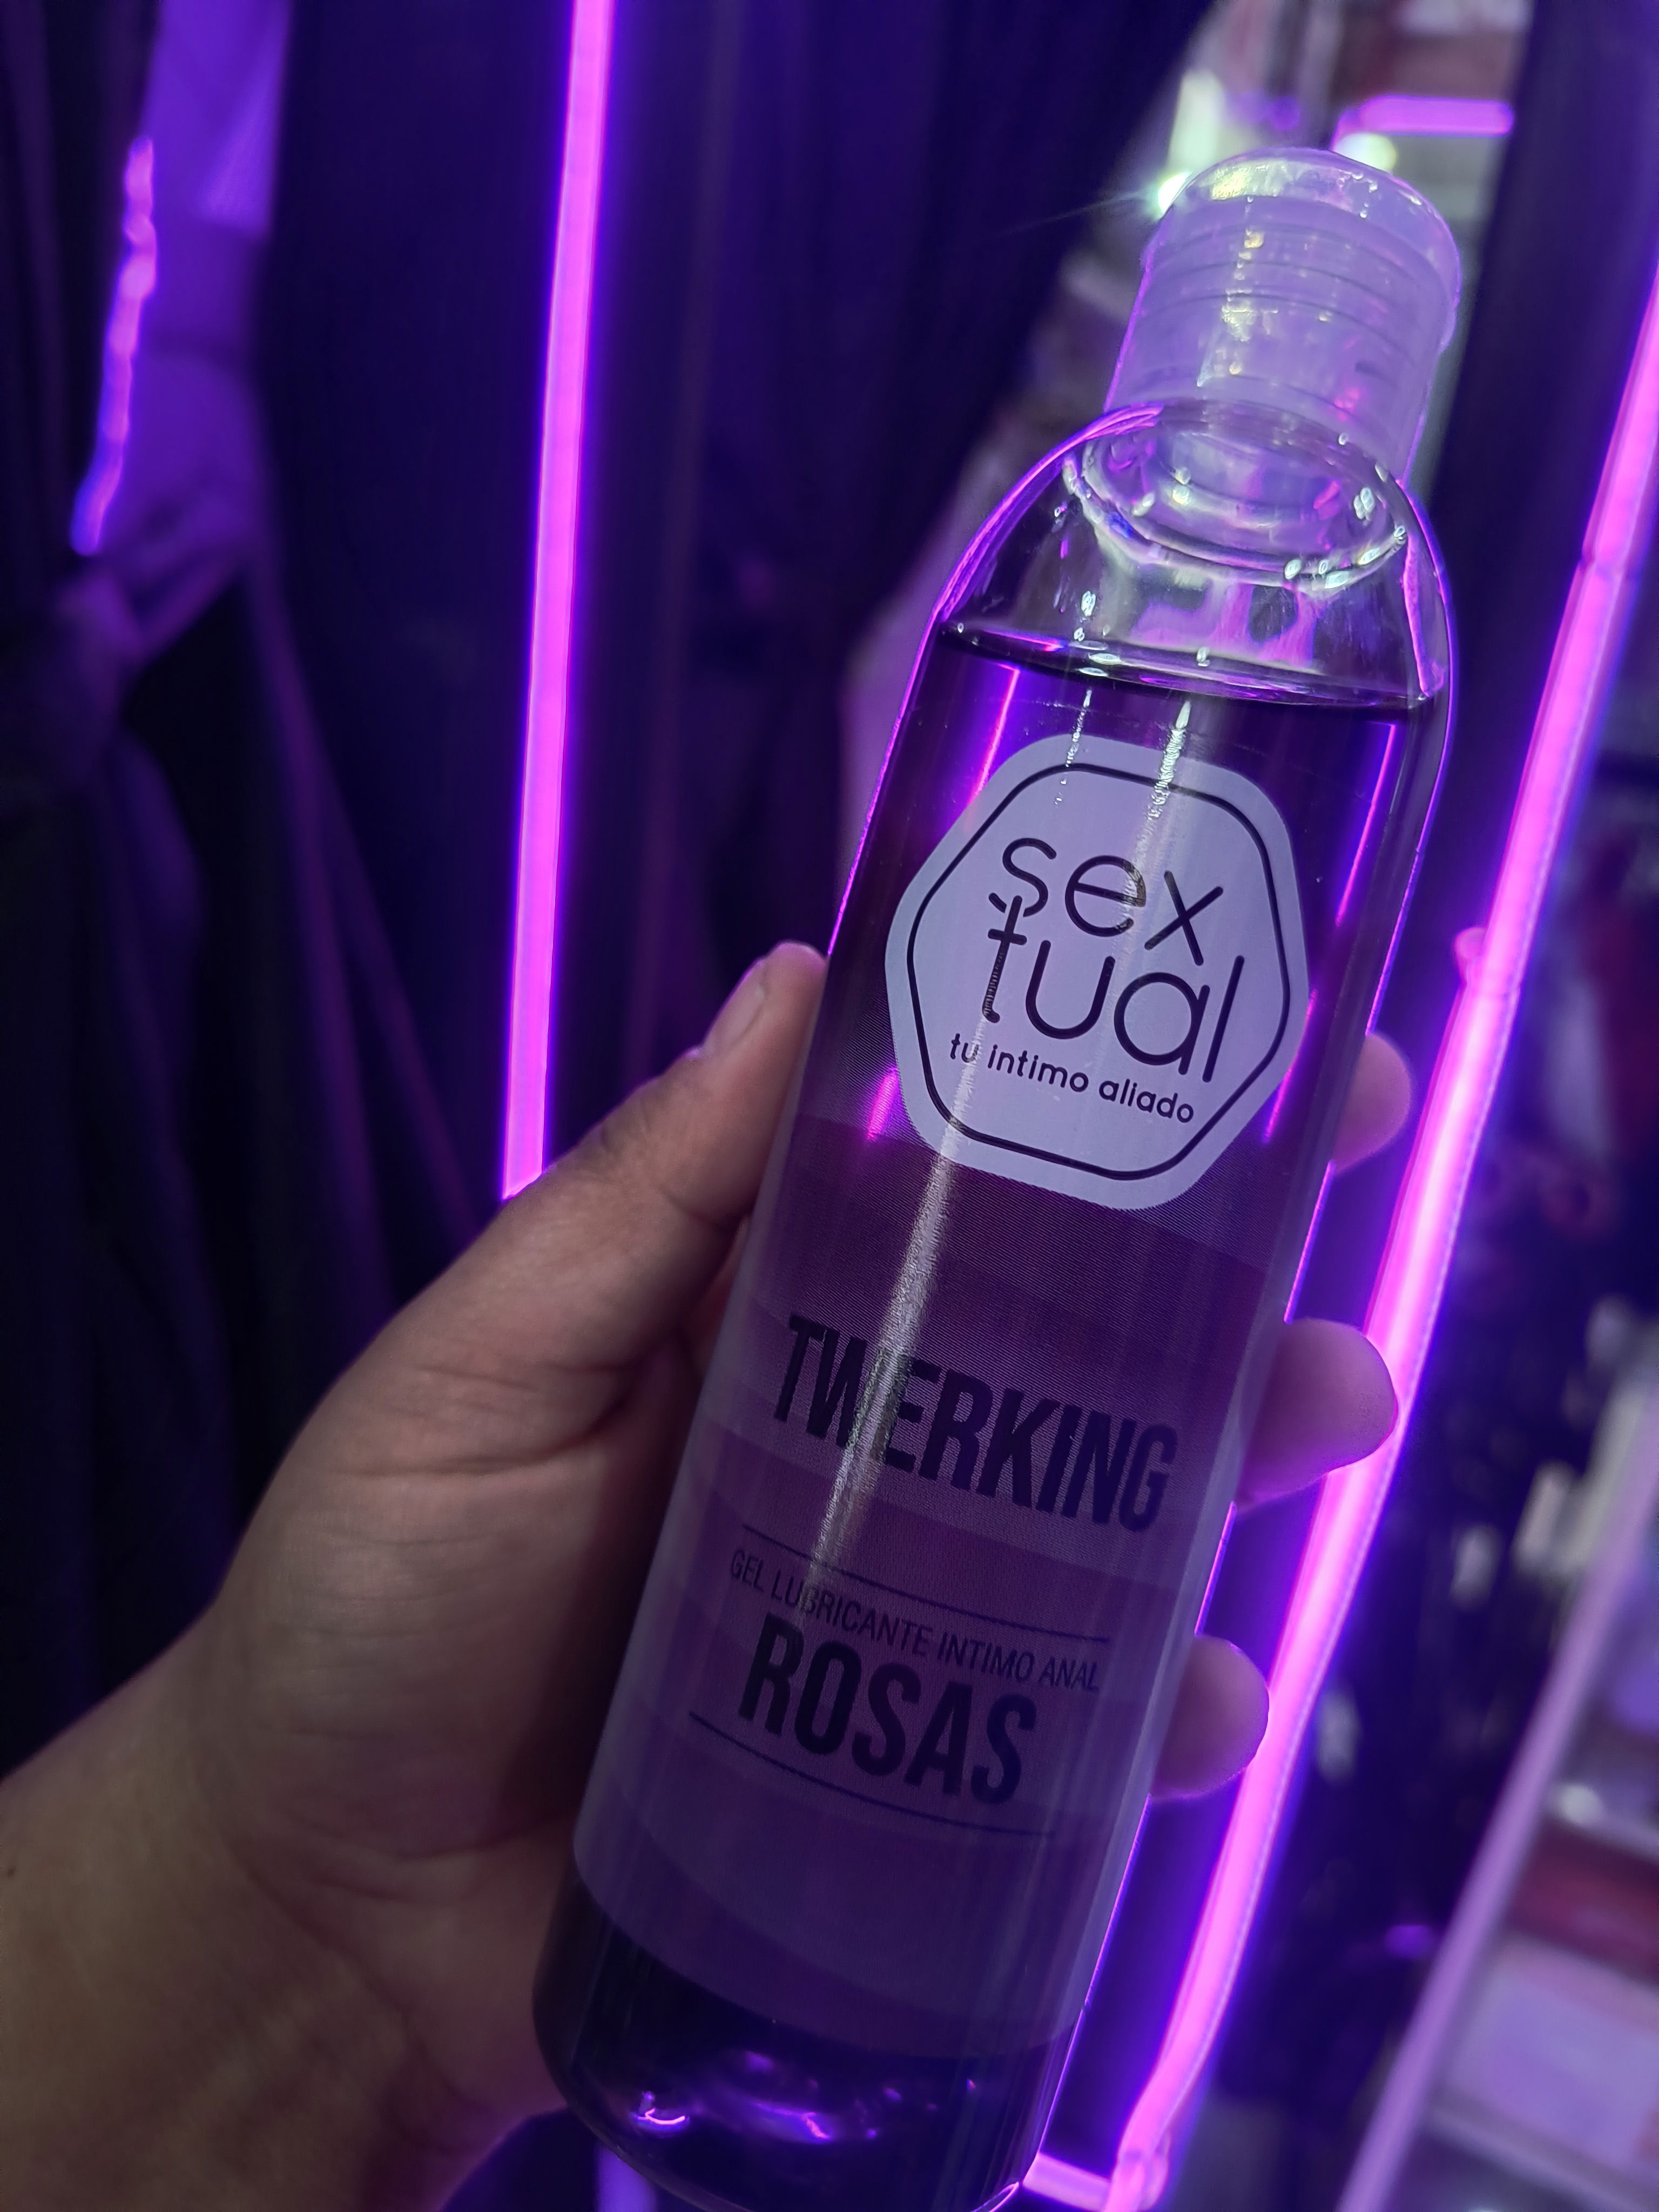 sex
tual
tu intimo aliado
TWERKING
GEL LUBRICANTE INTIMO ANAL
ROSAS